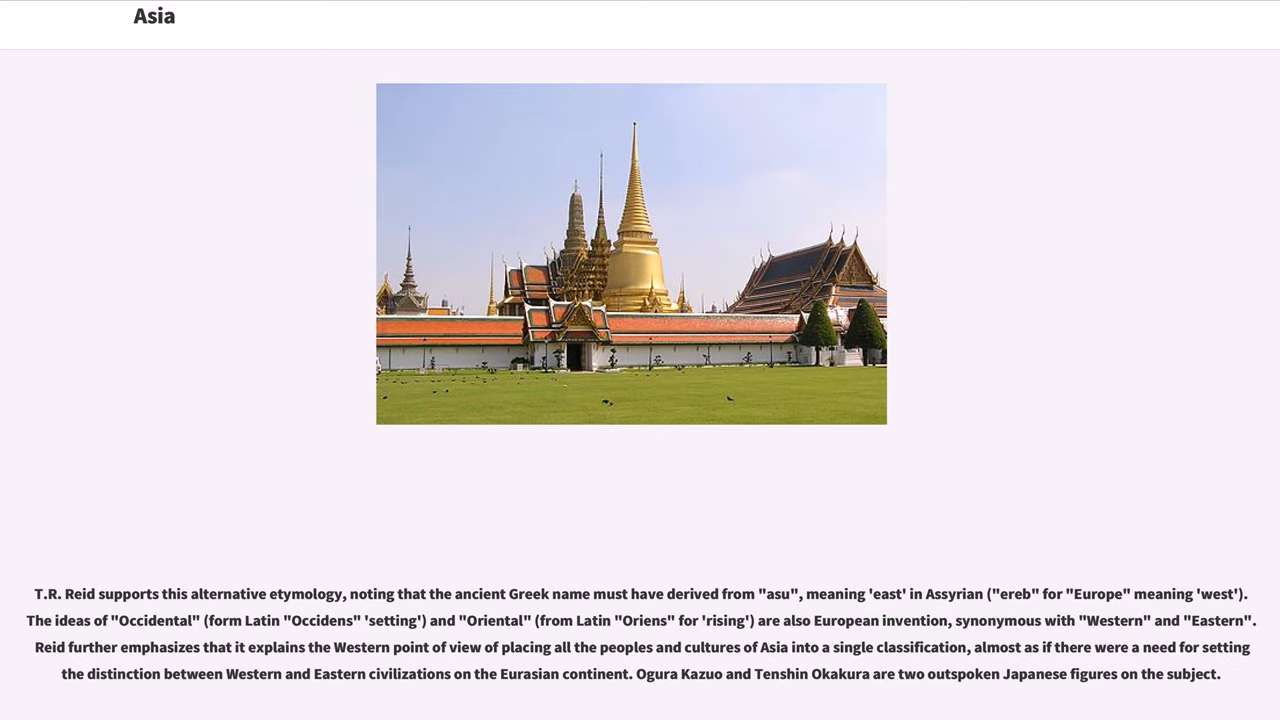 Asia
T.R. Reid supports this alternative etymology, noting that the ancient Greek name must have derived from "asu", meaning 'east' in Assyrian ("ereb" for "Europe" meaning 'west').
The ideas of "Occidental" (form Latin "Occidens" 'setting') and "Oriental" (from Latin "Oriens" for 'rising') are also European invention, synonymous with "Western" and "Eastern".
Reid further emphasizes that it explains the Western point of view of placing all the peoples and cultures of Asia into a single classification, almost as if there were a need for setting
the distinction between Western and Eastern civilizations on the Eurasian continent. Ogura Kazuo and Tenshin Okakura are two outspoken Japanese figures on the subject.